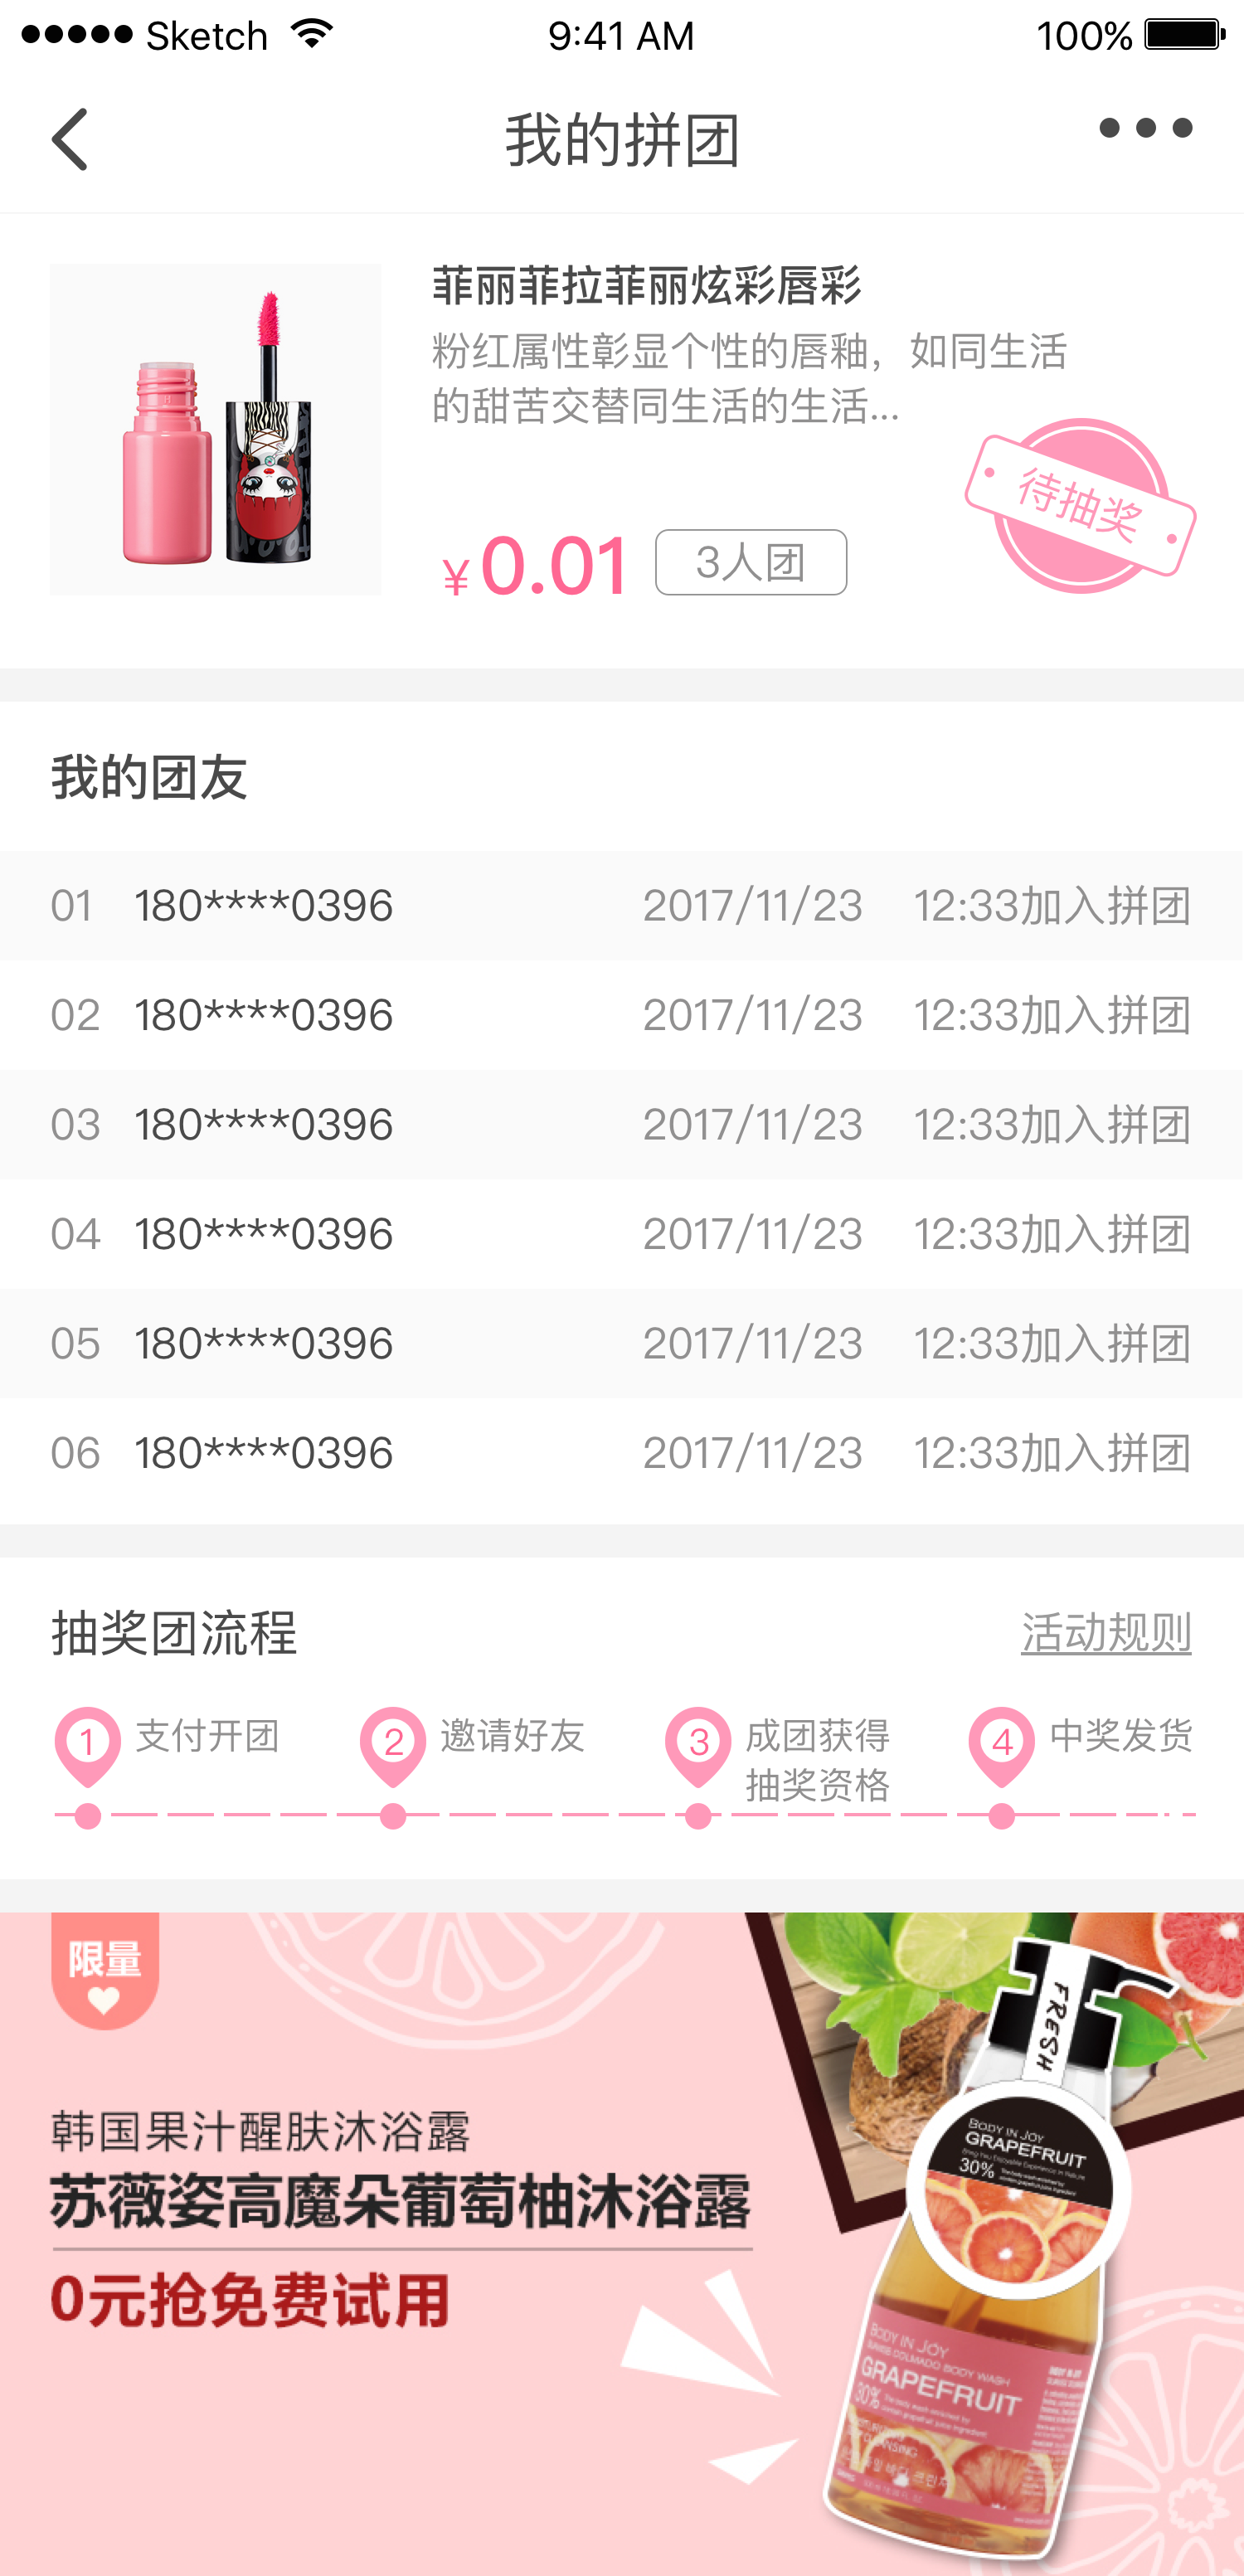 Sketch 9:41 AM 100%
我的拼团
菲丽菲拉菲丽炫彩唇彩
粉红属性彰显个性的唇釉，如同生活
的甜苦交替同生活的生活...
待抽奖
¥0.01 3人团
我的团友
01 180****0396 2017/11/23 12:33加入拼团
02 180****0396 2017/11/23 12:33加入拼团
03 180****0396 2017/11/23 12:33加入拼团
04 180****0396 2017/11/23 12:33加入拼团
05 180****0396 2017/11/23 12:33加入拼团
06 180****0396 2017/11/23 12:33加入拼团
抽奖团流程 活动规则
1 支付开团 2 邀请好友 3 成团获得 4 中奖发货
抽奖资格
限量
韩国果汁醒肤沐浴露
苏薇姿高魔朵葡萄柚沐浴露
0元抢免费试用
FRESH
BODY IN JOY
GRAPEFRUIT
30%
BODY IN JOY
BODY WASH
GRAPEFRUIT
30%